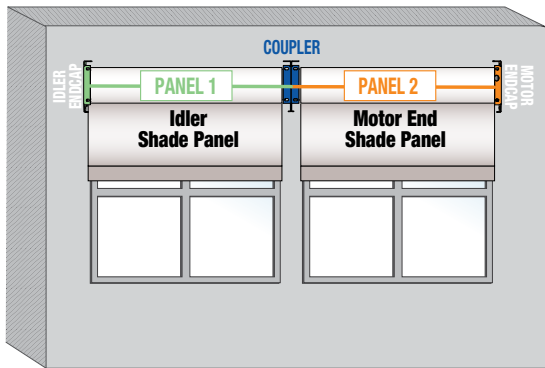 COUPLER
IDLER
ENDCAP
PANEL 1
PANEL 2
MOTOR
ENDCAP
Idler
Shade Panel
Motor End
Shade Panel